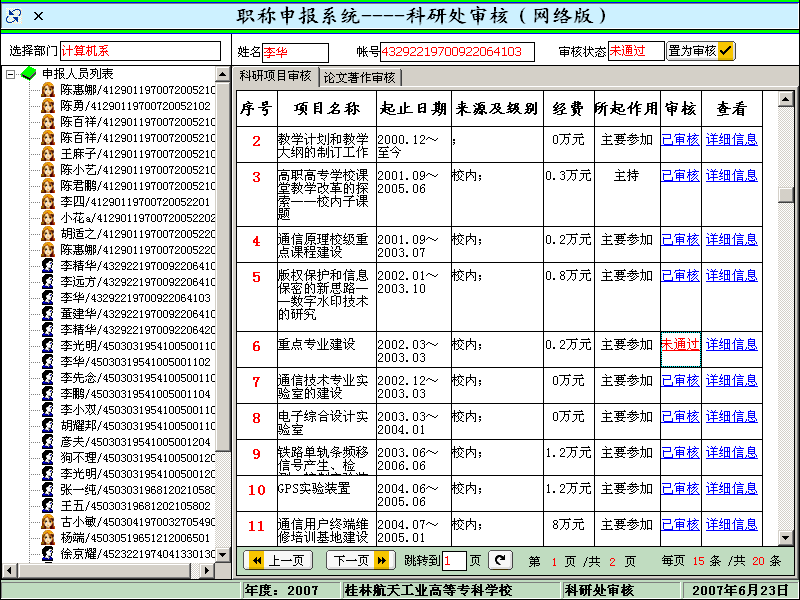 职称申报系统----科研处审核（网络版）
选择部门 计算机系
姓名 李华 帐号 43292219700922064103 审核状态 未通过 置为审核
申报人员列表
陈惠娜/4129011970072005210
陈勇/41290119700720052102
陈百祥/4129011970072005210
陈百祥/4129011970072005210
王麻子/4129011970072005210
陈小艺/4129011970072005210
陈君鹏/4129011970072005210
李四/41290119700720052201
小花a/41290119700720052202
胡适之/4129011970072005220
陈惠娜/4129011970072005220
李精华/4329221970092206410
李远方/4329221970092206410
李华/43292219700922064103
董建华/4329221970092206410
李精华/4329221970092206420
李光明/4503031954100500110
李华/45030319541005001102
李先念/4503031954100500110
李鹏/45030319541005001104
李小双/4503031954100500110
胡耀邦/4503031954100500110
彦夫/45030319541005001204
狗不理/4503031954100500120
李光明/4503031954100500120
张一纯/4503031968120210580
王五/45030319681202105802
古小敏/4503041970032705490
杨端/45030519651212006501
徐京耀/4523221974041330130
科研项目审核 论文著作审核
序号 项目名称 起止日期 来源及级别 经费 所起作用 审核 查看
2 教学计划和教学大纲的制订工作 2000.12～至今 ; 0万元 主要参加 已审核 详细信息
3 高职高专学校课堂教学改革的探索——校内子课题 2001.09～2005.06 校内; 0.3万元 主持 已审核 详细信息
4 通信原理校级重点课程建设 2001.09～2003.07 校内; 0.2万元 主要参加 已审核 详细信息
5 版权保护和信息保密的新思路——数字水印技术的研究 2002.01～2003.10 校内; 0.8万元 主要参加 已审核 详细信息
6 重点专业建设 2002.03～2003.03 校内; 0.2万元 主要参加 未通过 详细信息
7 通信技术专业实验室的建设 2002.12～2003.03 校内; 0万元 主要参加 已审核 详细信息
8 电子综合设计实验室 2003.03～2004.01 校内; 0万元 主要参加 已审核 详细信息
9 铁路单轨条频移信号产生、检 2003.06～2006.06 校内; 1.2万元 主要参加 已审核 详细信息
10 GPS实验装置 2004.06～2005.06 校内; 1.2万元 主要参加 已审核 详细信息
11 通信用户终端维修培训基地建设 2004.07～2005.01 校内; 8万元 主要参加 已审核 详细信息
上一页 下一页 跳转到 1 页 第 1 页 /共 2 页 每页 15 条 /共 20 条
年度：2007 桂林航天工业高等专科学校 科研处审核 2007年6月23日